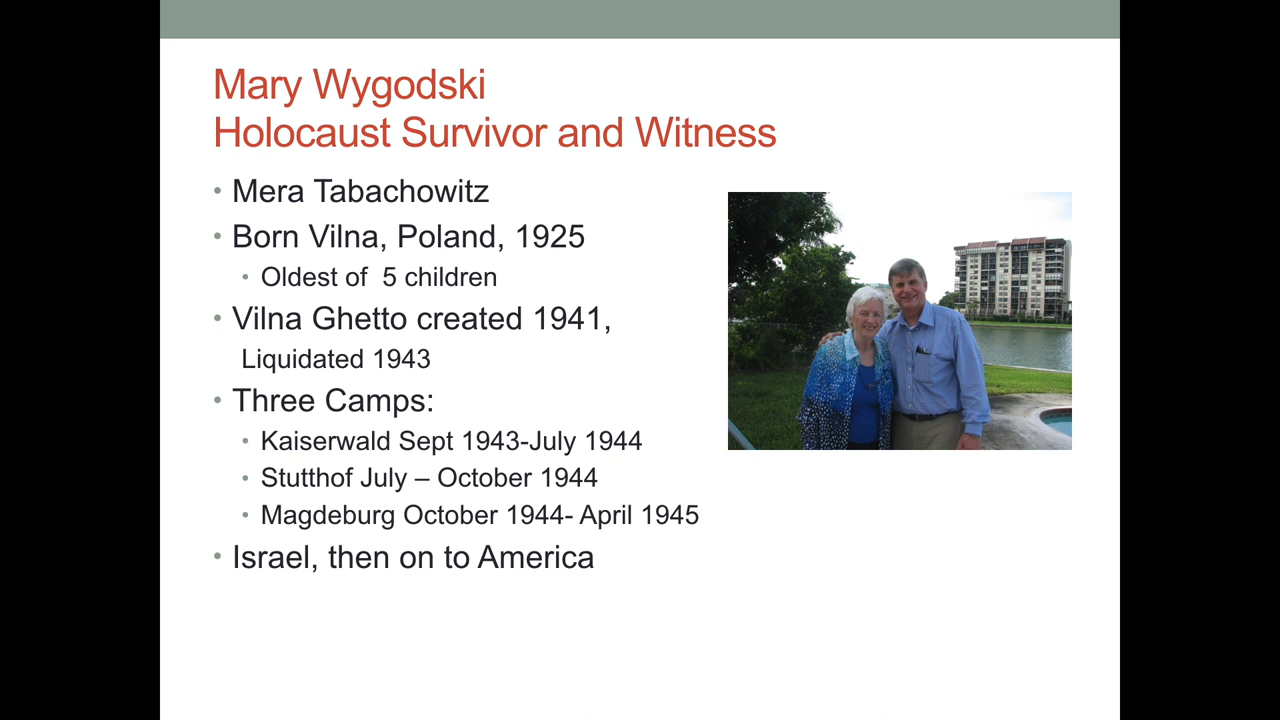 Mary Wygodski
Holocaust Survivor and Witness
• Mera Tabachowitz
• Born Vilna, Poland, 1925
• Oldest of  5 children
• Vilna Ghetto created 1941,
Liquidated 1943
• Three Camps:
• Kaiserwald Sept 1943-July 1944
• Stutthof July – October 1944
• Magdeburg October 1944- April 1945
• Israel, then on to America